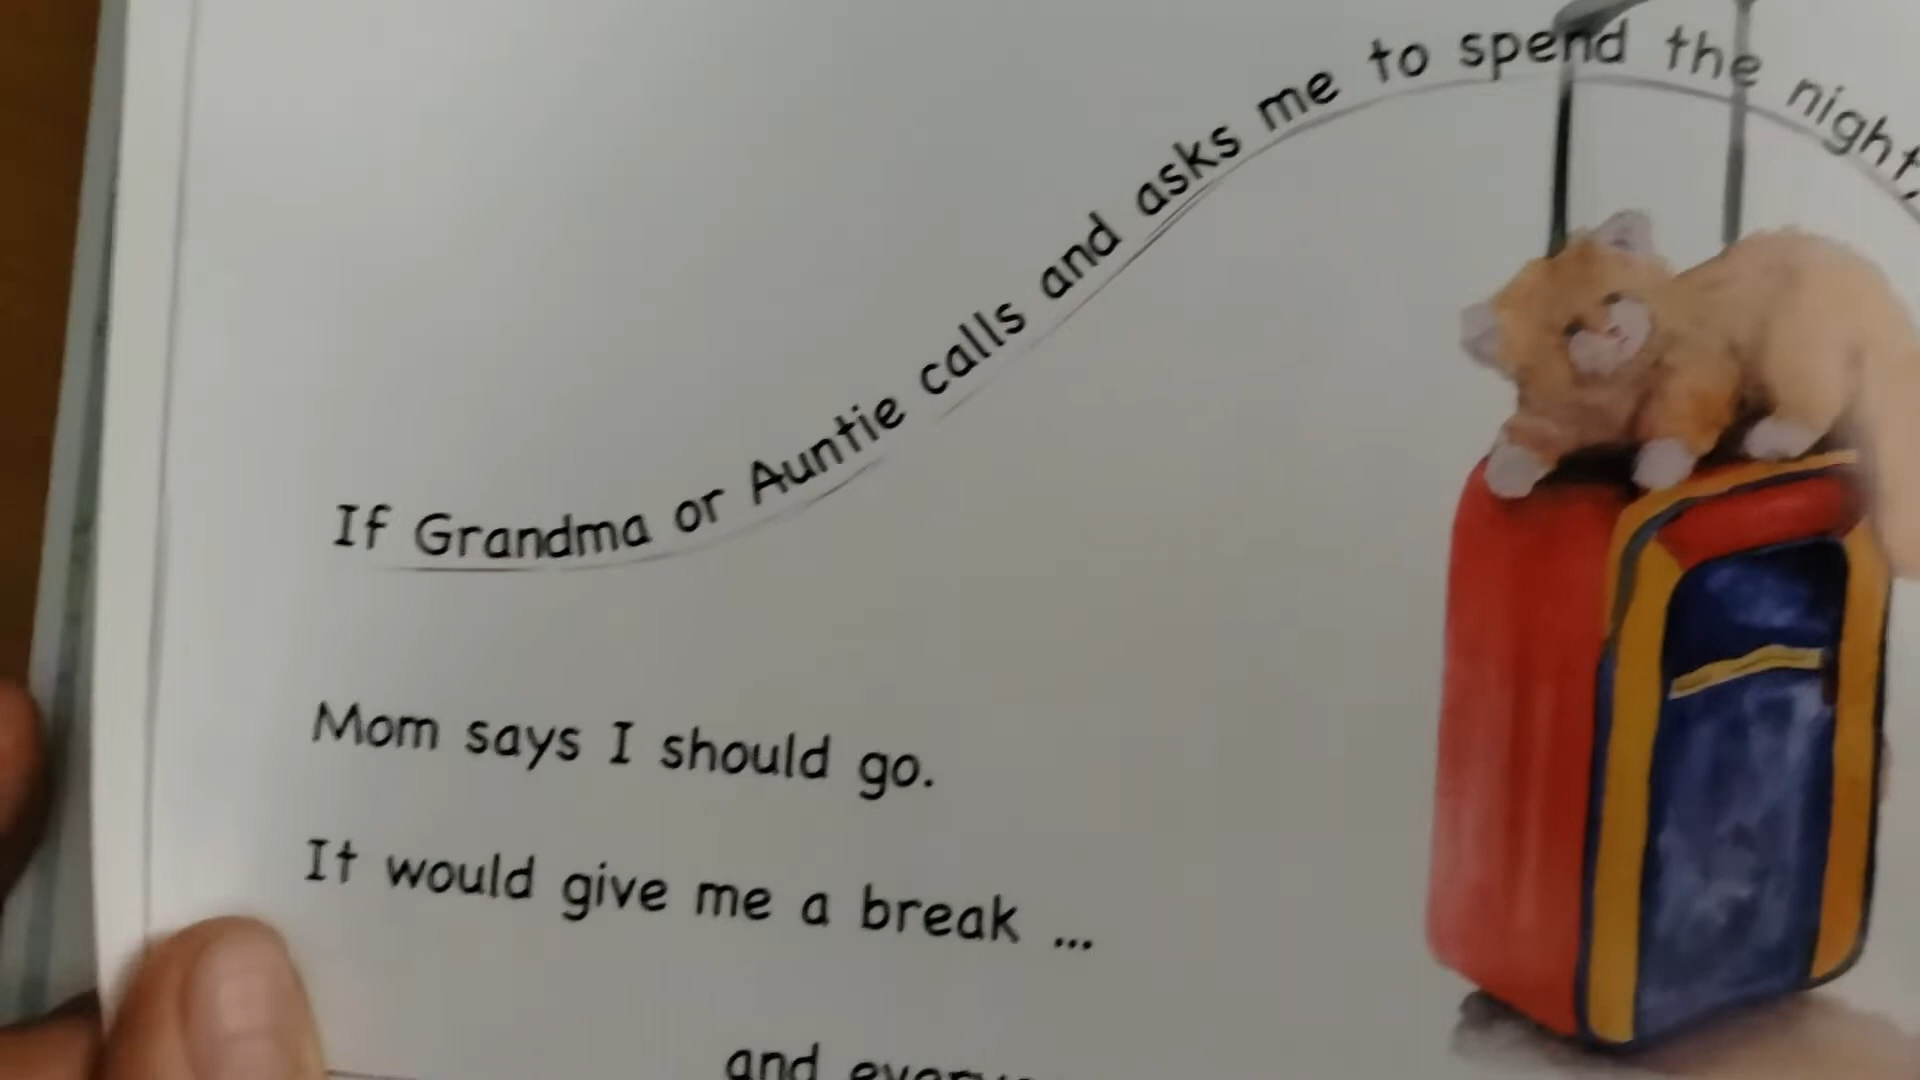 If Grandma or Auntie calls and asks me to spend the night,
Mom says I should go.
It would give me a break ...
and